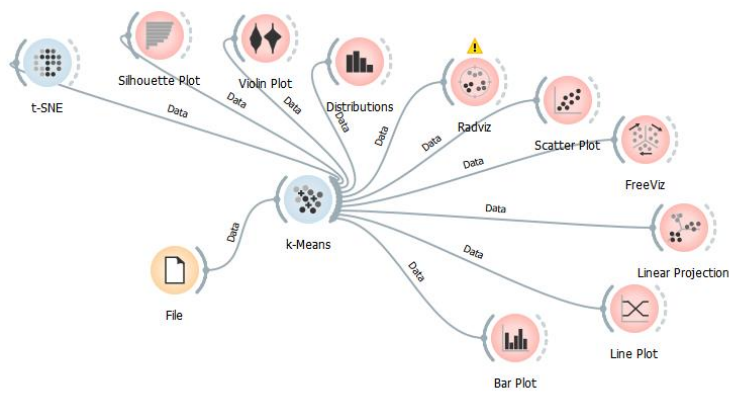 t-SNE
Silhouette Plot
Violin Plot
Distributions
Radviz
Scatter Plot
FreeViz
Linear Projection
Line Plot
Bar Plot
k-Means
File
Data
Data
Data
Data
Data
Data
Data
Data
Data
Data
Data